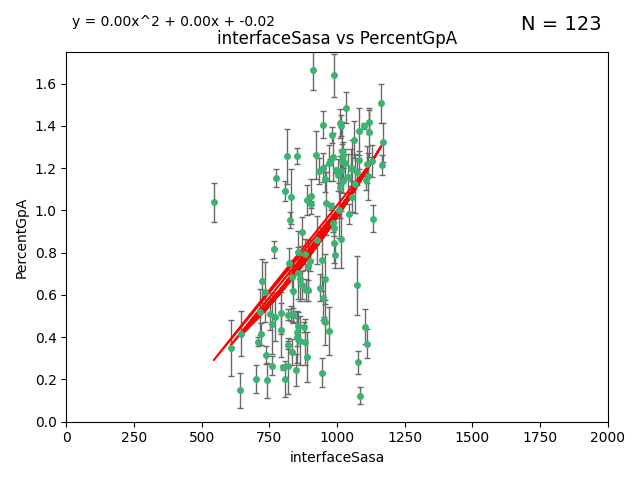 y = 0.00x^2 + 0.00x + -0.02
N = 123
interfaceSasa vs PercentGpA
PercentGpA
1.6
1.4
1.2
1.0
0.8
0.6
0.4
0.2
0.0
0 250 500 750 1000 1250 1500 1750 2000
interfaceSasa